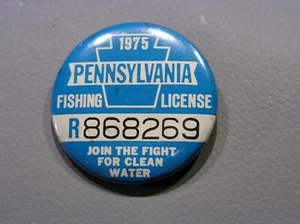 1975
PENNSYLVANIA
FISHING LICENSE
R868269
JOIN THE FIGHT
FOR CLEAN
WATER